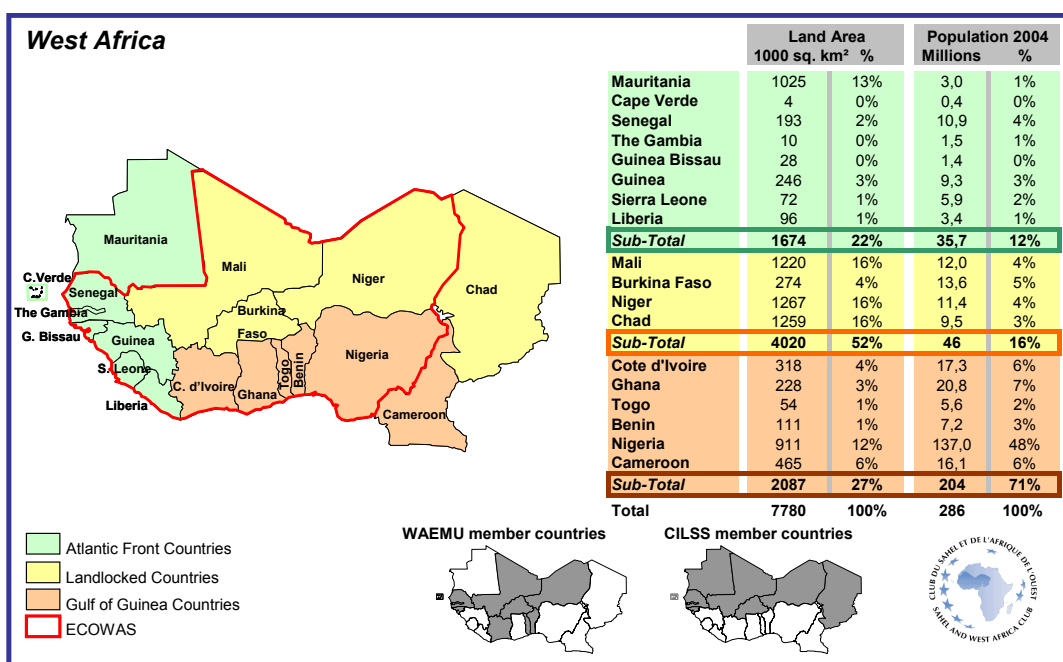 West Africa
Land Area Population 2004
1000 sq. km² % Millions %
Mauritania 1025 13% 3,0 1%
Cape Verde 4 0% 0,4 0%
Senegal 193 2% 10,9 4%
The Gambia 10 0% 1,5 1%
Guinea Bissau 28 0% 1,4 0%
Guinea 246 3% 9,3 3%
Sierra Leone 72 1% 5,9 2%
Liberia 96 1% 3,4 1%
Sub-Total 1674 22% 35,7 12%
Mali 1220 16% 12,0 4%
Burkina Faso 274 4% 13,6 5%
Niger 1267 16% 11,4 4%
Chad 1259 16% 9,5 3%
Sub-Total 4020 52% 46 16%
Cote d'Ivoire 318 4% 17,3 6%
Ghana 228 3% 20,8 7%
Togo 54 1% 5,6 2%
Benin 111 1% 7,2 3%
Nigeria 911 12% 137,0 48%
Cameroon 465 6% 16,1 6%
Sub-Total 2087 27% 204 71%
Total 7780 100% 286 100%
Mauritania
Mali
Niger
Chad
C.Verde
Senegal
The Gambia
G. Bissau
Guinea
S. Leone
Liberia
Burkina
Faso
C. d'Ivoire
Ghana
Togo
Benin
Nigeria
Cameroon
Atlantic Front Countries
Landlocked Countries
Gulf of Guinea Countries
ECOWAS
WAEMU member countries
CILSS member countries
CLUB DU SAHEL ET DE L'AFRIQUE DE L'OUEST
SAHEL AND WEST AFRICA CLUB